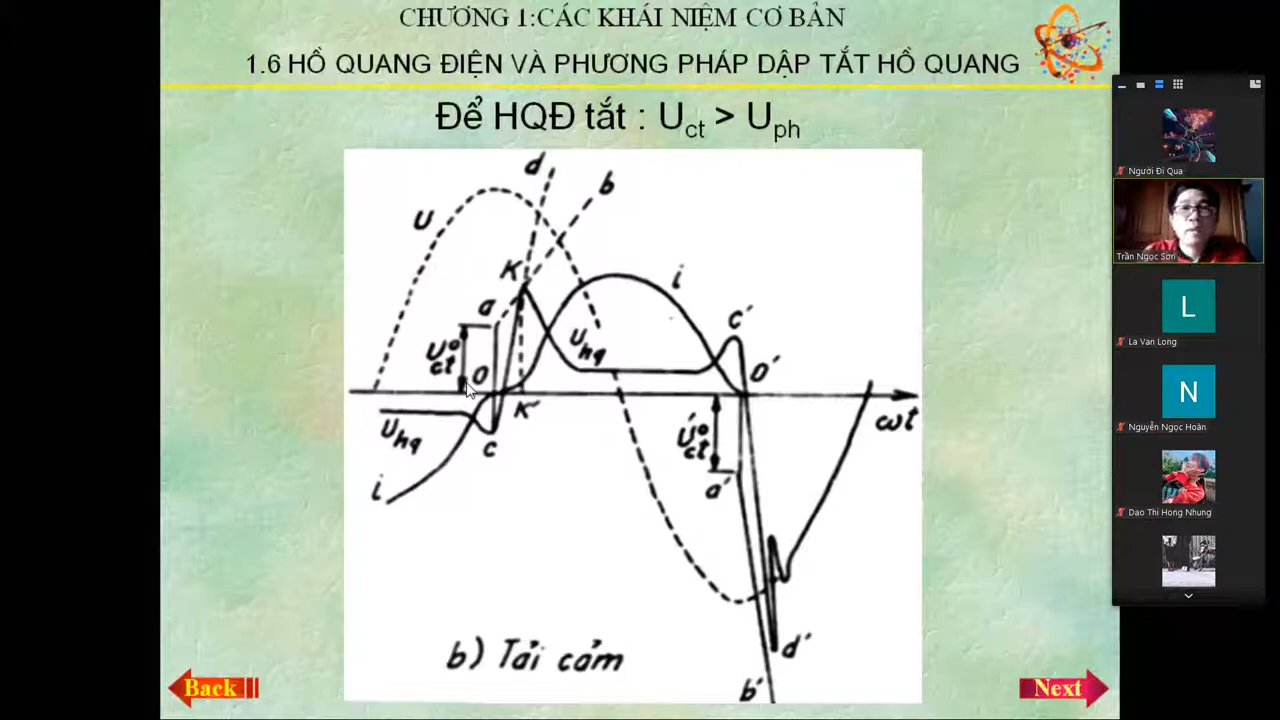 CHƯƠNG 1:CÁC KHÁI NIỆM CƠ BẢN
1.6 HỒ QUANG ĐIỆN VÀ PHƯƠNG PHÁP DẬP TẮT HỒ QUANG
Để HQĐ tắt : Uct > Uph
d
b
U
K
i
a
c'
U°ct
O
Uhq
O'
K'
ωt
Uhq
c
U'°ct
i
a'
d'
b) Tải cảm
b'
Back
Next
Người Đi Qua
Trần Ngọc Sơn
L
La Van Long
N
Nguyễn Ngọc Hoàn
Dao Thi Hong Nhung